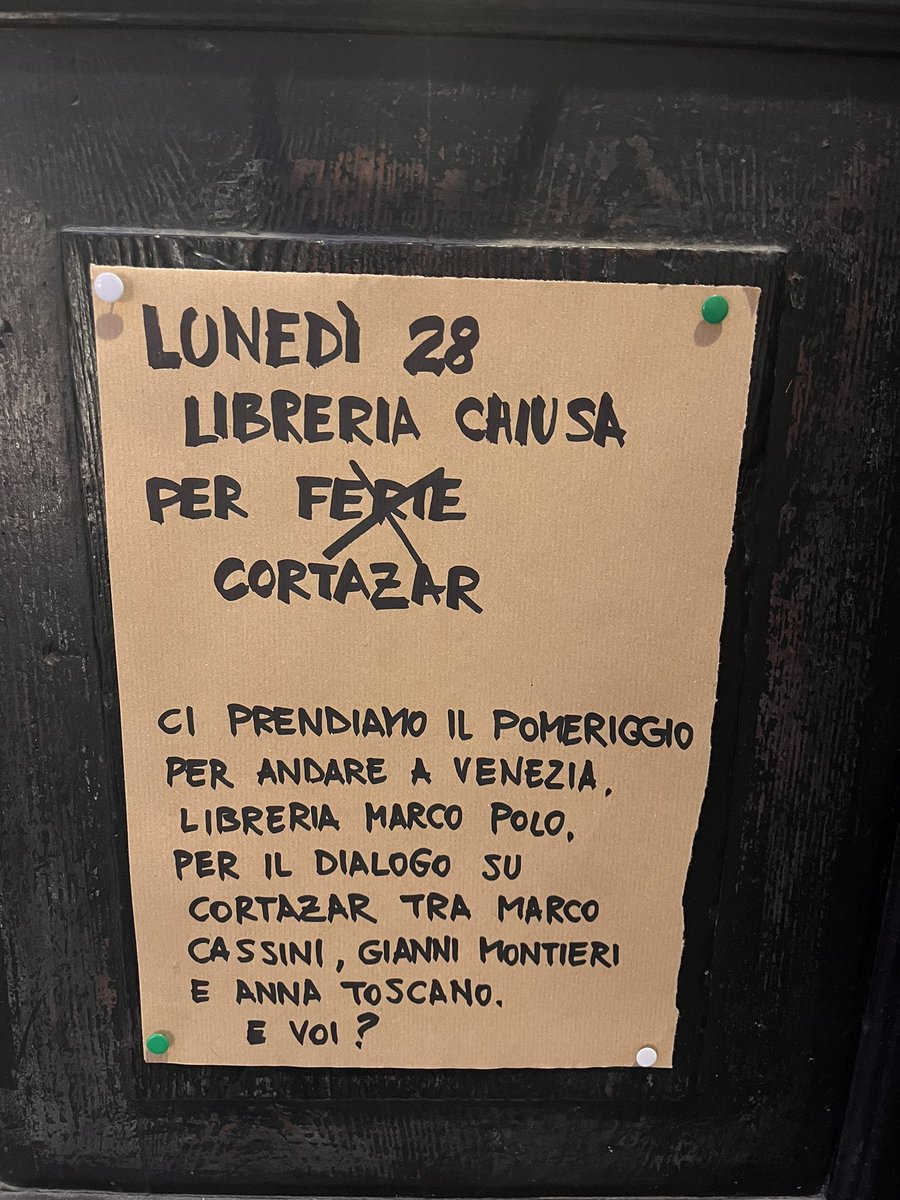 LUNEDÌ 28
LIBRERIA CHIUSA
PER FERIE
CORTAZAR
CI PRENDIAMO IL POMERIGGIO
PER ANDARE A VENEZIA,
LIBRERIA MARCO POLO,
PER IL DIALOGO SU
CORTAZAR TRA MARCO
CASSINI, GIANNI MONTIERI
E ANNA TOSCANO.
E VOI?